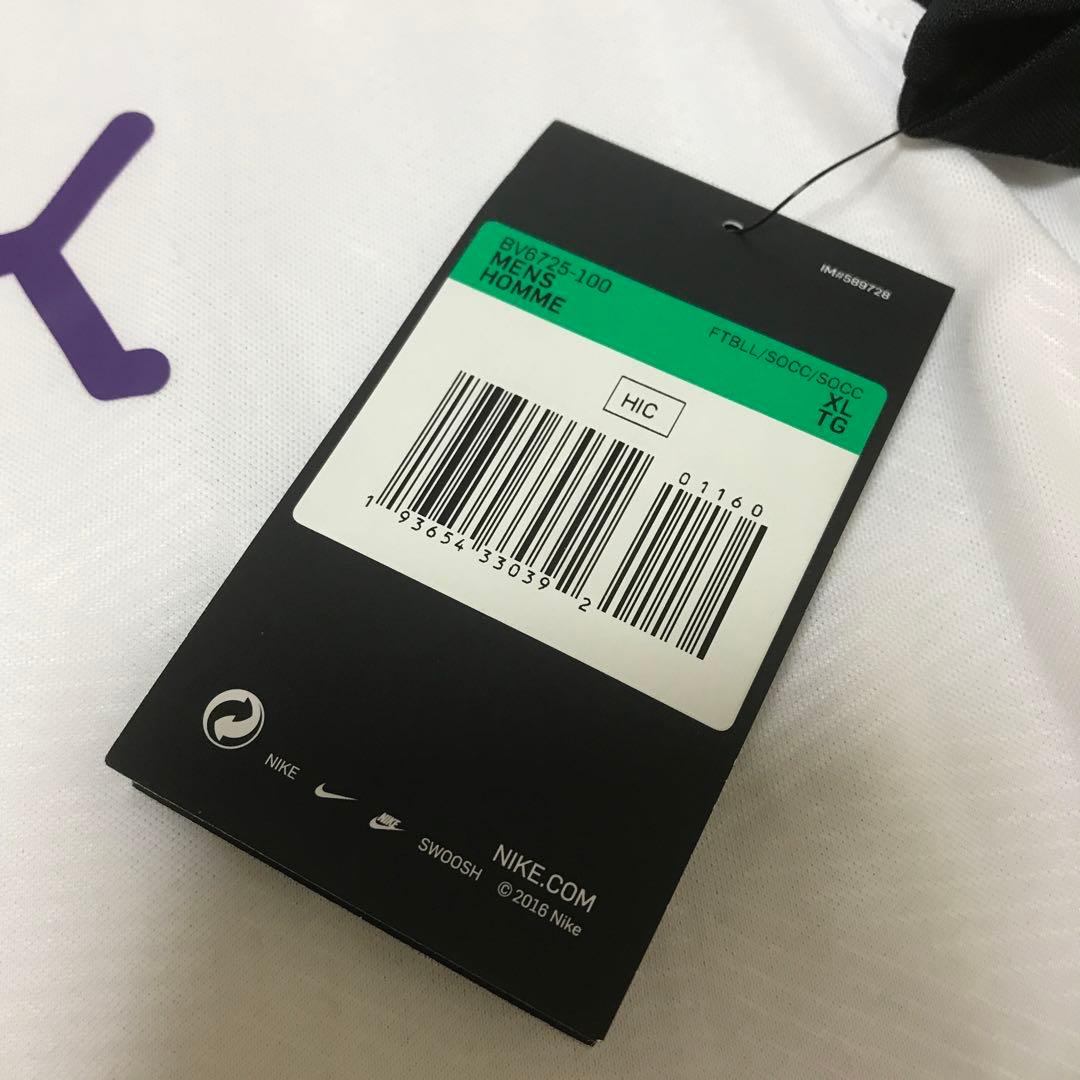 IM#589728
BV6725-100
MENS
HOMME
FTBLL/SOCC/SOCC
XL
TG
HIC
01160
1 93654 33039 2
NIKE
NIKE
SWOOSH
NIKE.COM
© 2016 Nike